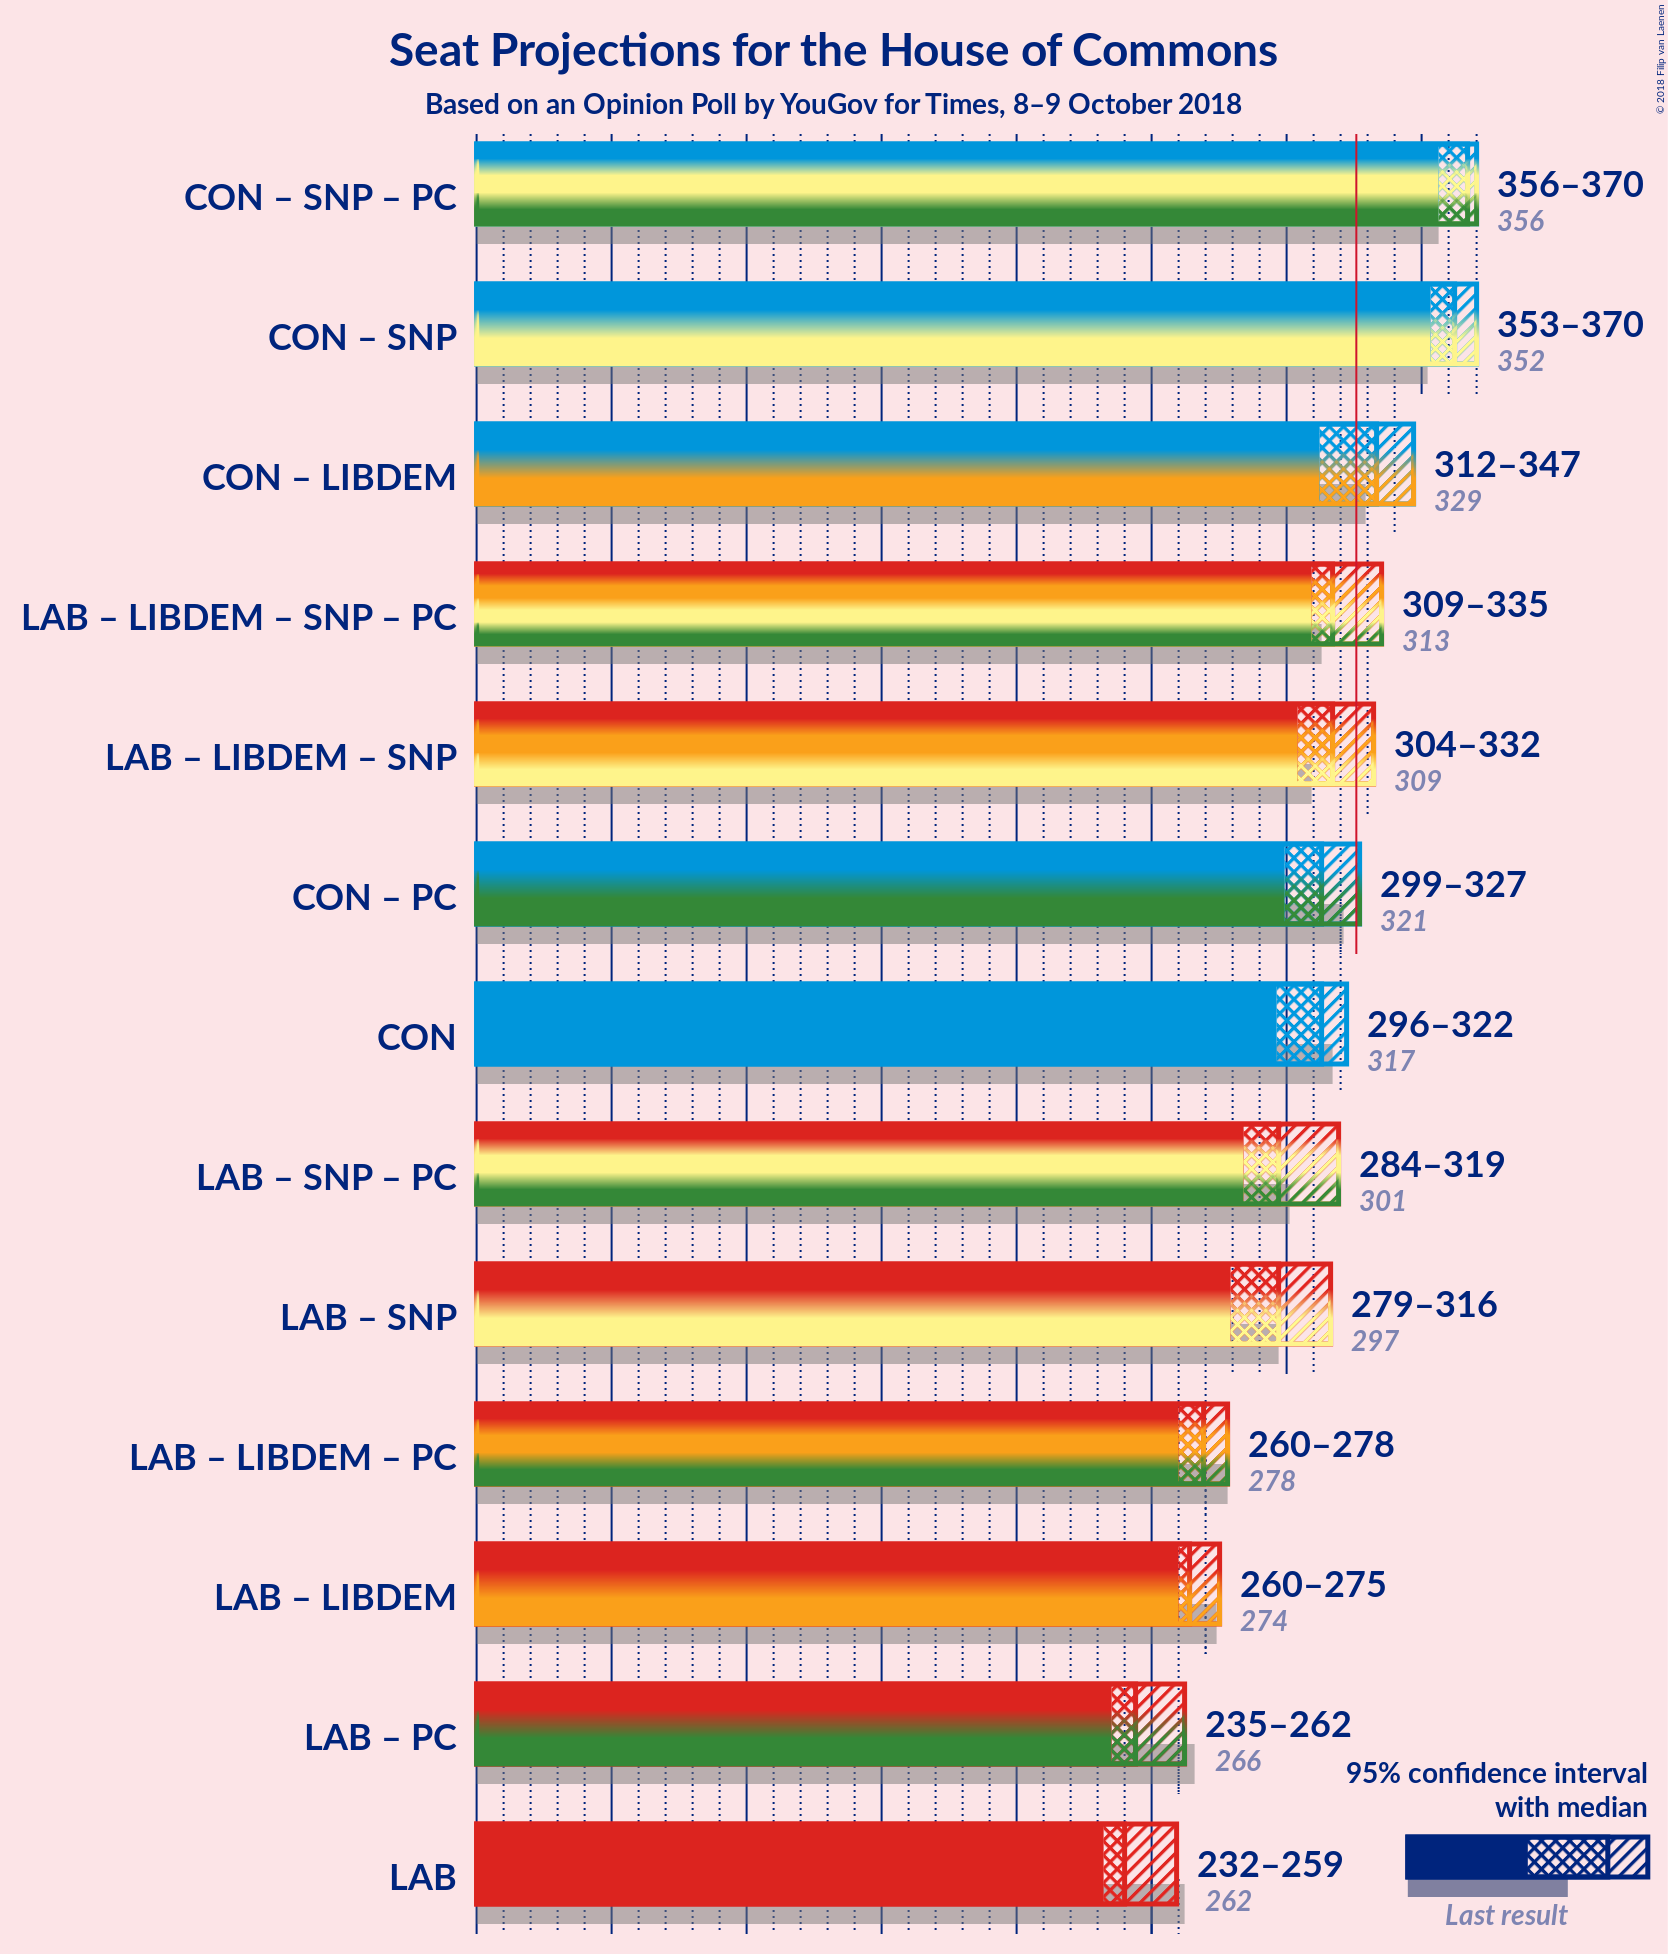 Seat Projections for the House of Commons
Based on an Opinion Poll by YouGov for Times, 8–9 October 2018
© 2018 Filip van Laenen
CON – SNP – PC
356–370
356
CON – SNP
353–370
352
CON – LIBDEM
312–347
329
LAB – LIBDEM – SNP – PC
309–335
313
LAB – LIBDEM – SNP
304–332
309
CON – PC
299–327
321
CON
296–322
317
LAB – SNP – PC
284–319
301
LAB – SNP
279–316
297
LAB – LIBDEM – PC
260–278
278
LAB – LIBDEM
260–275
274
LAB – PC
235–262
266
LAB
232–259
262
95% confidence interval
with median
Last result